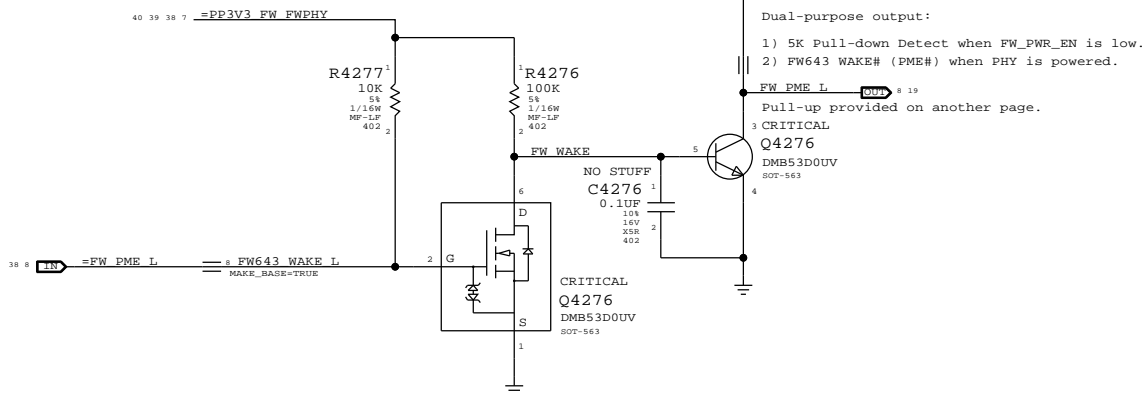 40 39 38 7 =PP3V3_FW_FWPHY
Dual-purpose output:
1) 5K Pull-down Detect when FW_PWR_EN is low.
2) FW643 WAKE# (PME#) when PHY is powered.
FW_PME_L OUT 8 19
Pull-up provided on another page.
1
R4277
10K
5%
1/16W
MF-LF
402
2
1
R4276
100K
5%
1/16W
MF-LF
402
2
FW_WAKE
5
3
CRITICAL
Q4276
DMB53D0UV
SOT-563
4
NO STUFF
C4276
0.1UF
10%
16V
X5R
402
1
2
6
D
38 8 IN =FW_PME_L
8 FW643_WAKE_L
MAKE_BASE=TRUE
2
G
S
1
CRITICAL
Q4276
DMB53D0UV
SOT-563